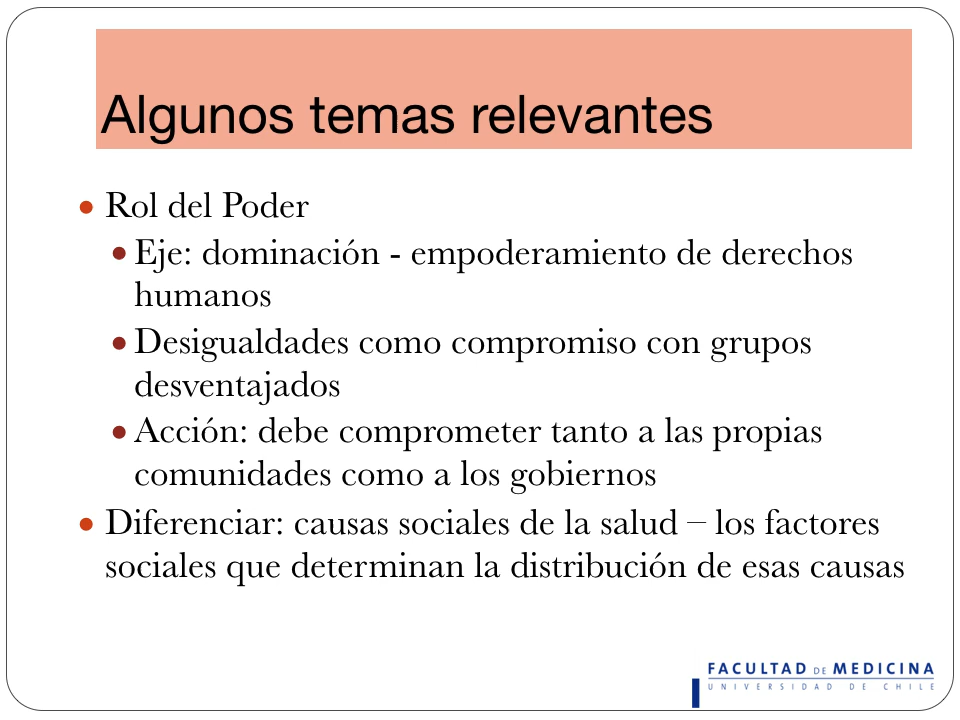 Algunos temas relevantes
• Rol del Poder
• Eje: dominación - empoderamiento de derechos
humanos
• Desigualdades como compromiso con grupos
desventajados
• Acción: debe comprometer tanto a las propias
comunidades como a los gobiernos
• Diferenciar: causas sociales de la salud – los factores
sociales que determinan la distribución de esas causas
FACULTAD DE MEDICINA
UNIVERSIDAD DE CHILE